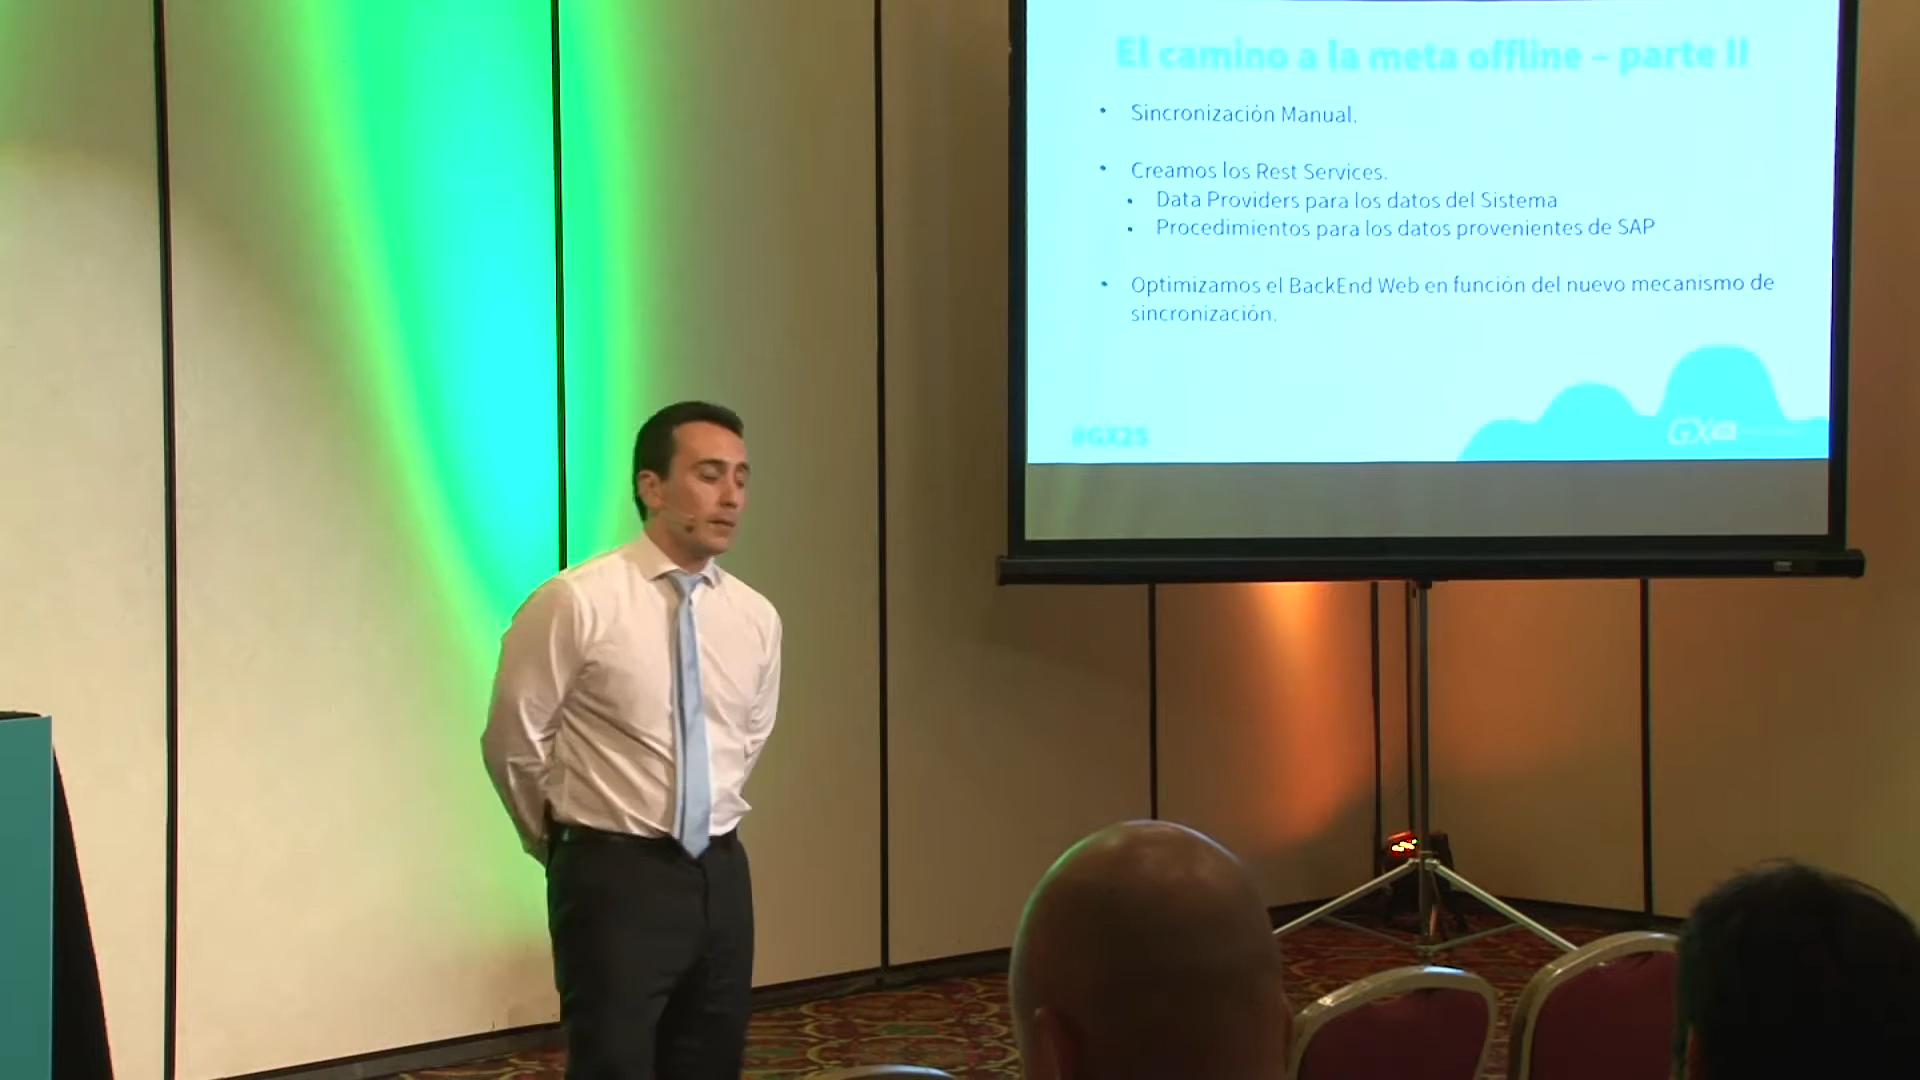 El camino a la meta offline – parte II
• Sincronización Manual.
• Creamos los Rest Services.
• Data Providers para los datos del Sistema
• Procedimientos para los datos provenientes de SAP
• Optimizamos el BackEnd Web en función del nuevo mecanismo de
sincronización.
#GX25
GX25